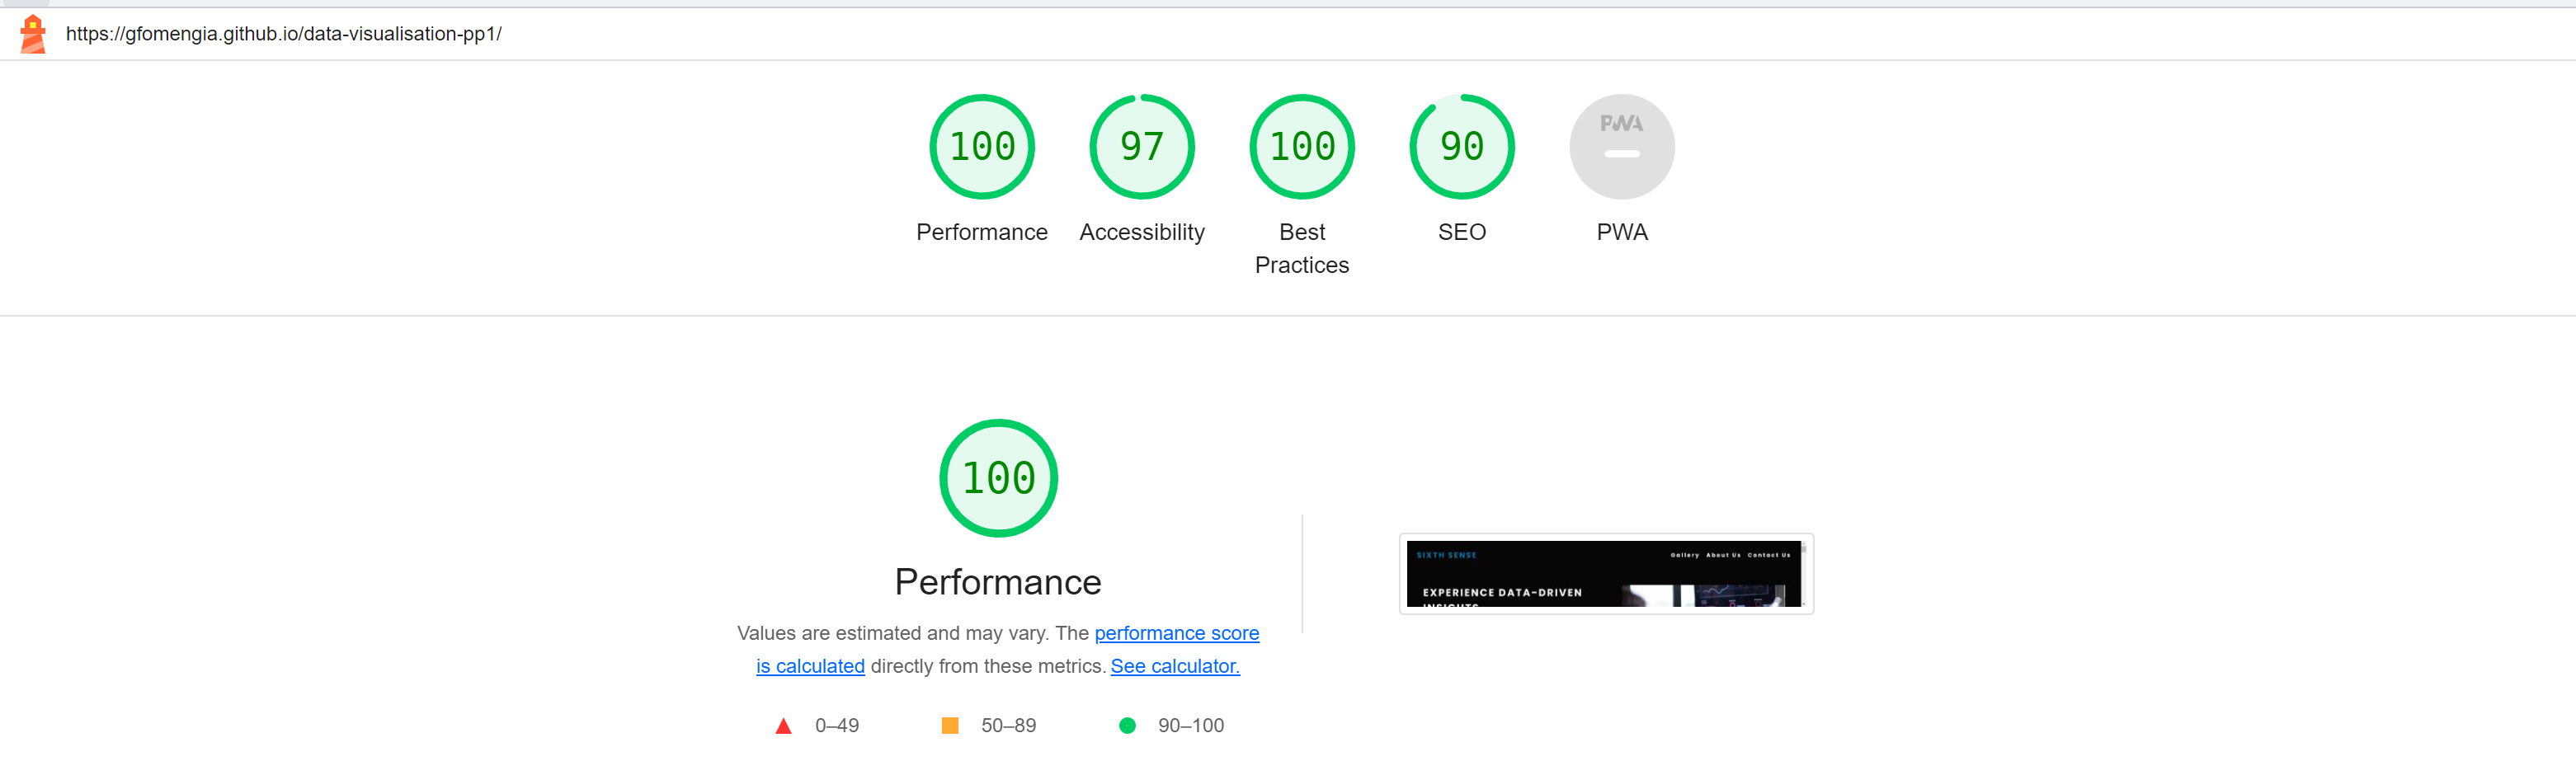 https://gfomengia.github.io/data-visualisation-pp1/
100 97 100 90 PWA
Performance Accessibility Best Practices SEO PWA
100
Performance
Values are estimated and may vary. The performance score
is calculated directly from these metrics. See calculator.
0–49 50–89 90–100
SIXTH SENSE Gallery About Us Contact Us
EXPERIENCE DATA-DRIVEN
INSIGHTS